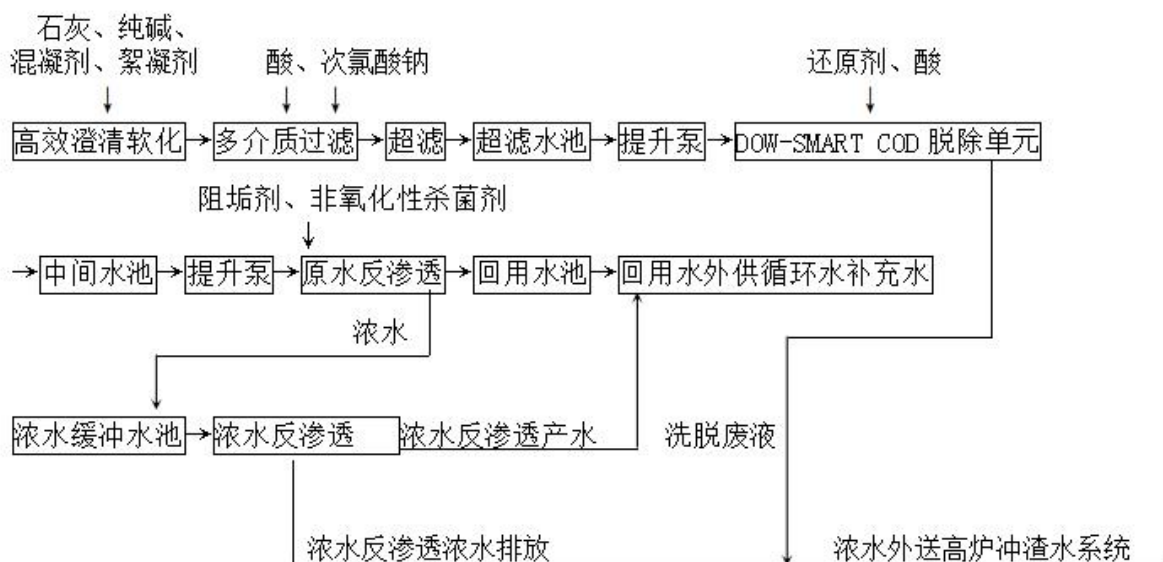 石灰、纯碱、
混凝剂、絮凝剂
酸、次氯酸钠
还原剂、酸
高效澄清软化
多介质过滤
超滤
超滤水池
提升泵
DOW-SMART COD 脱除单元
阻垢剂、非氧化性杀菌剂
中间水池
提升泵
原水反渗透
回用水池
回用水外供循环水补充水
浓水
浓水缓冲水池
浓水反渗透
浓水反渗透产水
洗脱废液
浓水反渗透浓水排放
浓水外送高炉冲渣水系统